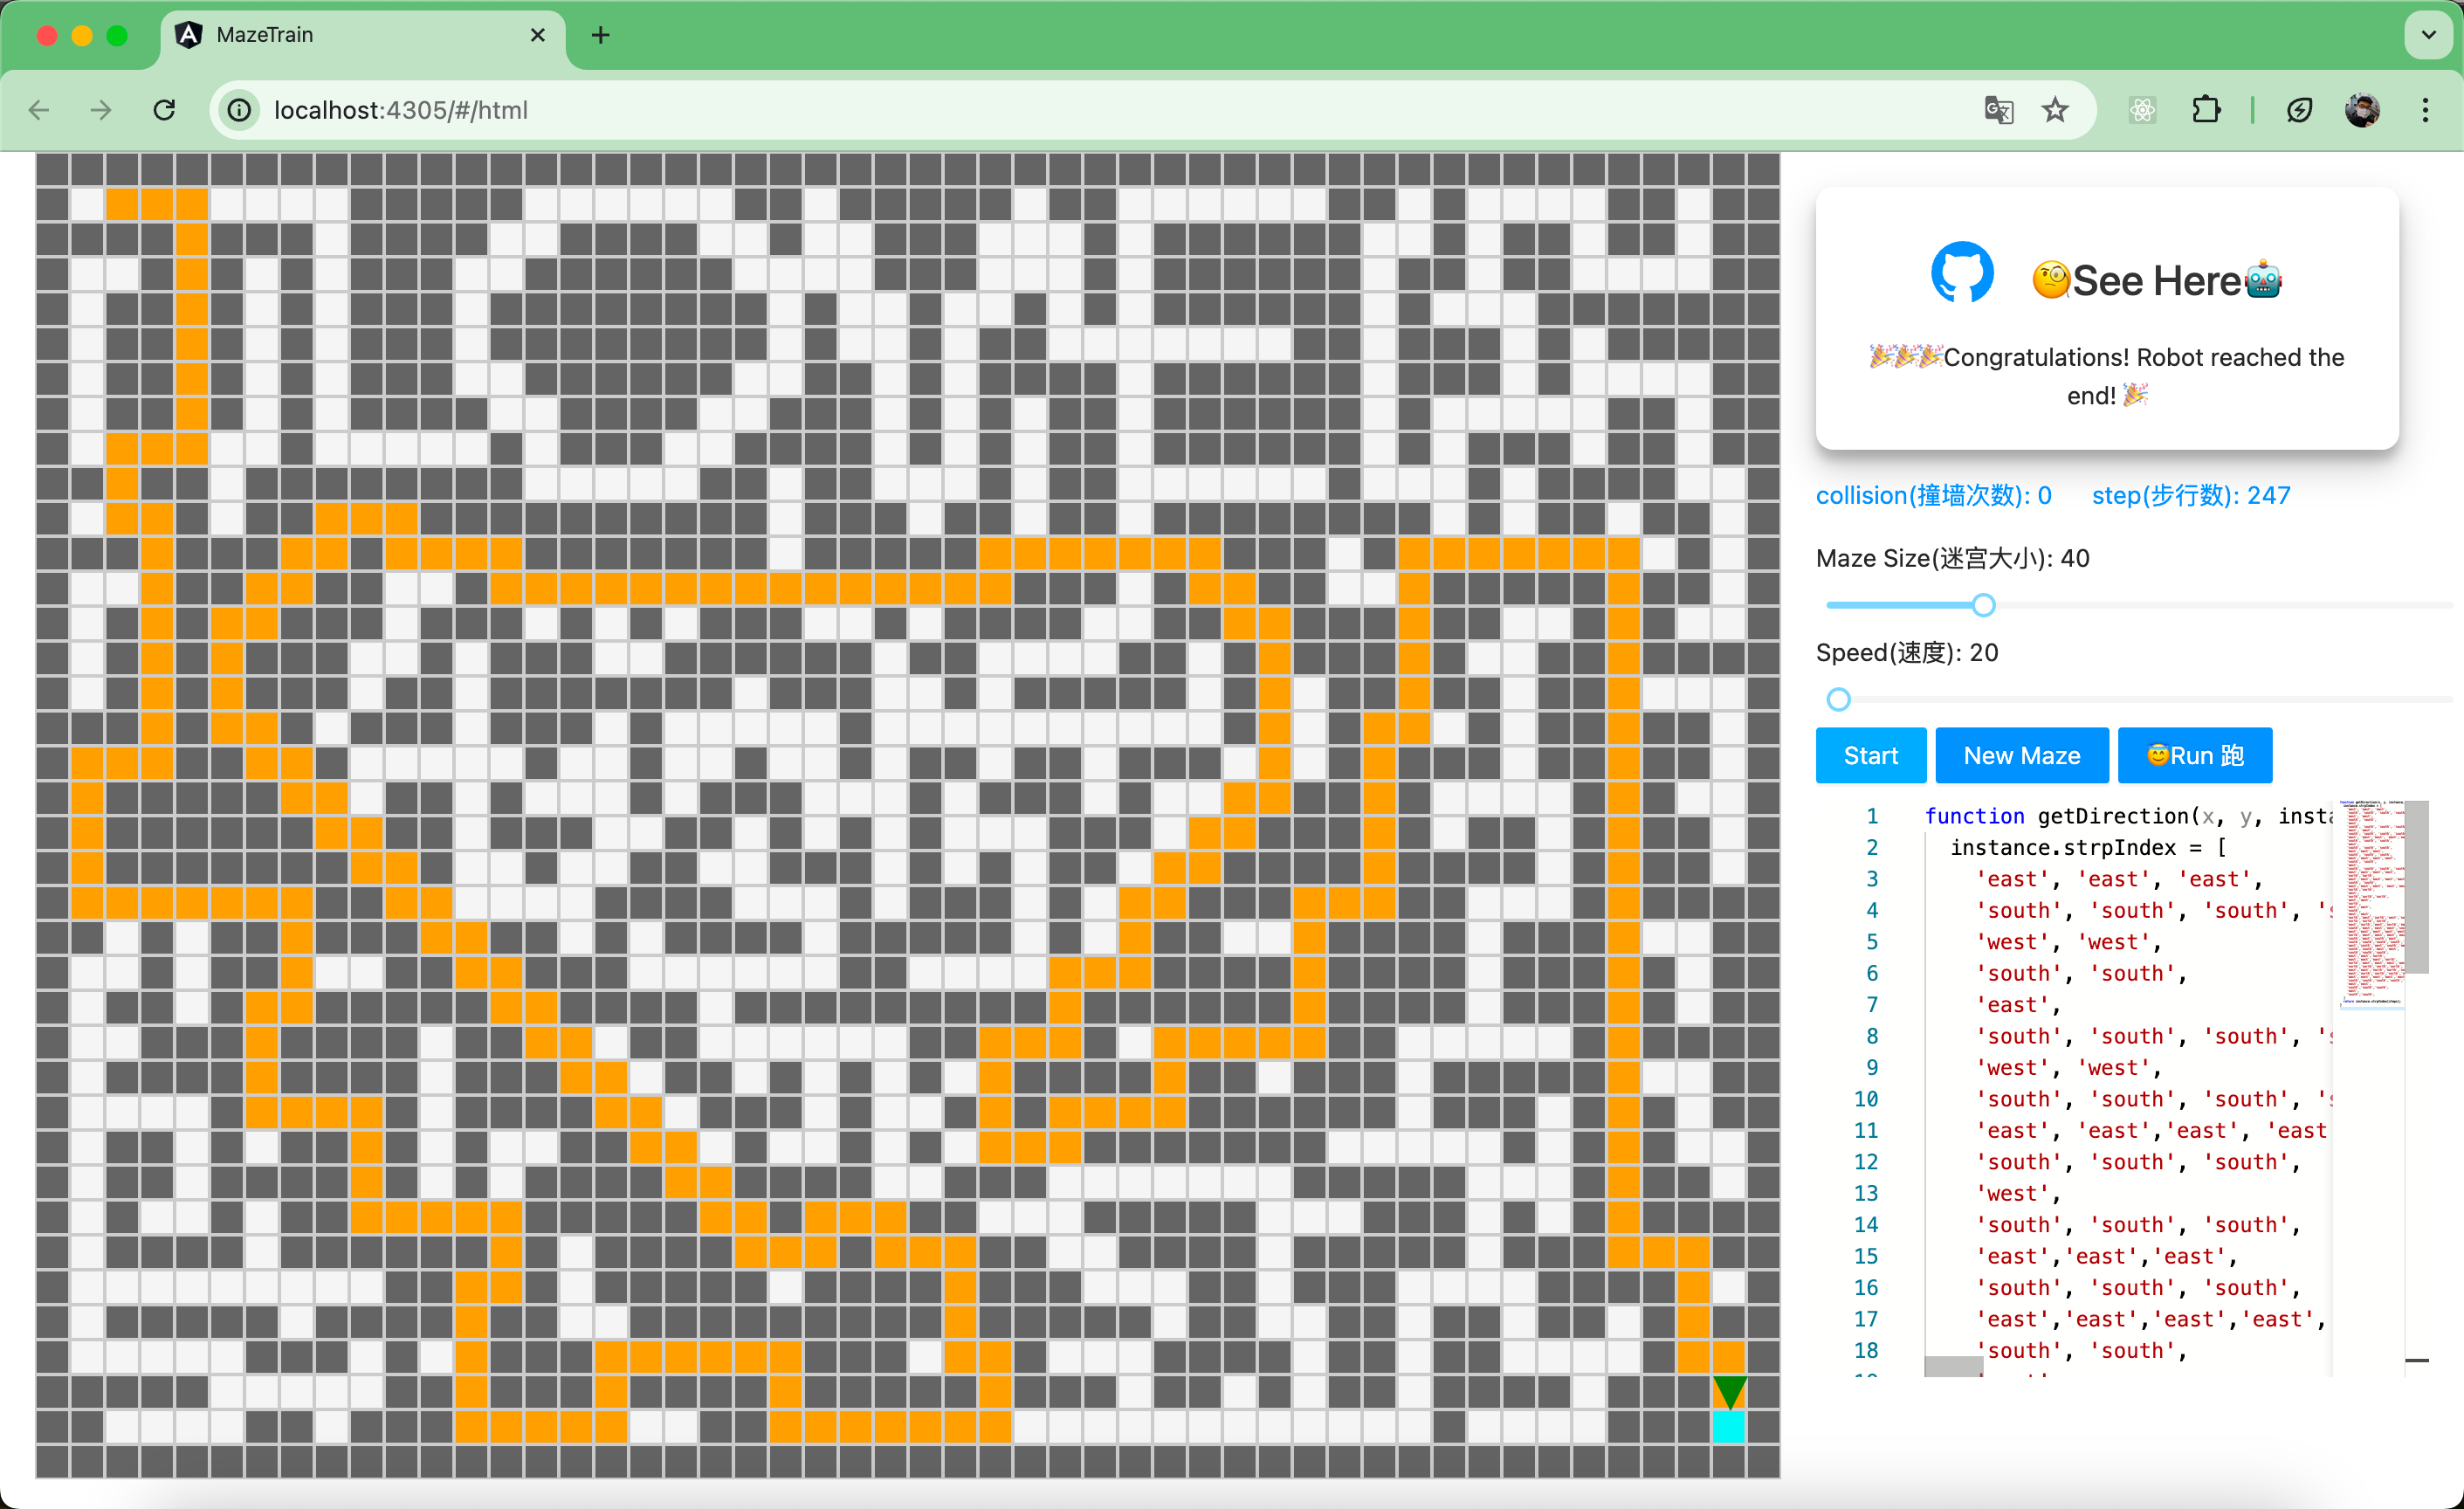 MazeTrain
localhost:4305/#/html
🧐See Here🤖
🎉🎉🎉Congratulations! Robot reached the
end! 🎉
collision(撞墙次数): 0 step(步行数): 247
Maze Size(迷宫大小): 40
Speed(速度): 20
Start New Maze 😇Run 跑
1 function getDirection(x, y, insta
2 instance.strpIndex = [
3 'east', 'east', 'east',
4 'south', 'south', 'south', 's
5 'west', 'west',
6 'south', 'south',
7 'east',
8 'south', 'south', 'south', 's
9 'west', 'west',
10 'south', 'south', 'south', 's
11 'east', 'east','east', 'east
12 'south', 'south', 'south',
13 'west',
14 'south', 'south', 'south',
15 'east','east','east',
16 'south', 'south', 'south',
17 'east','east','east','east',
18 'south', 'south',